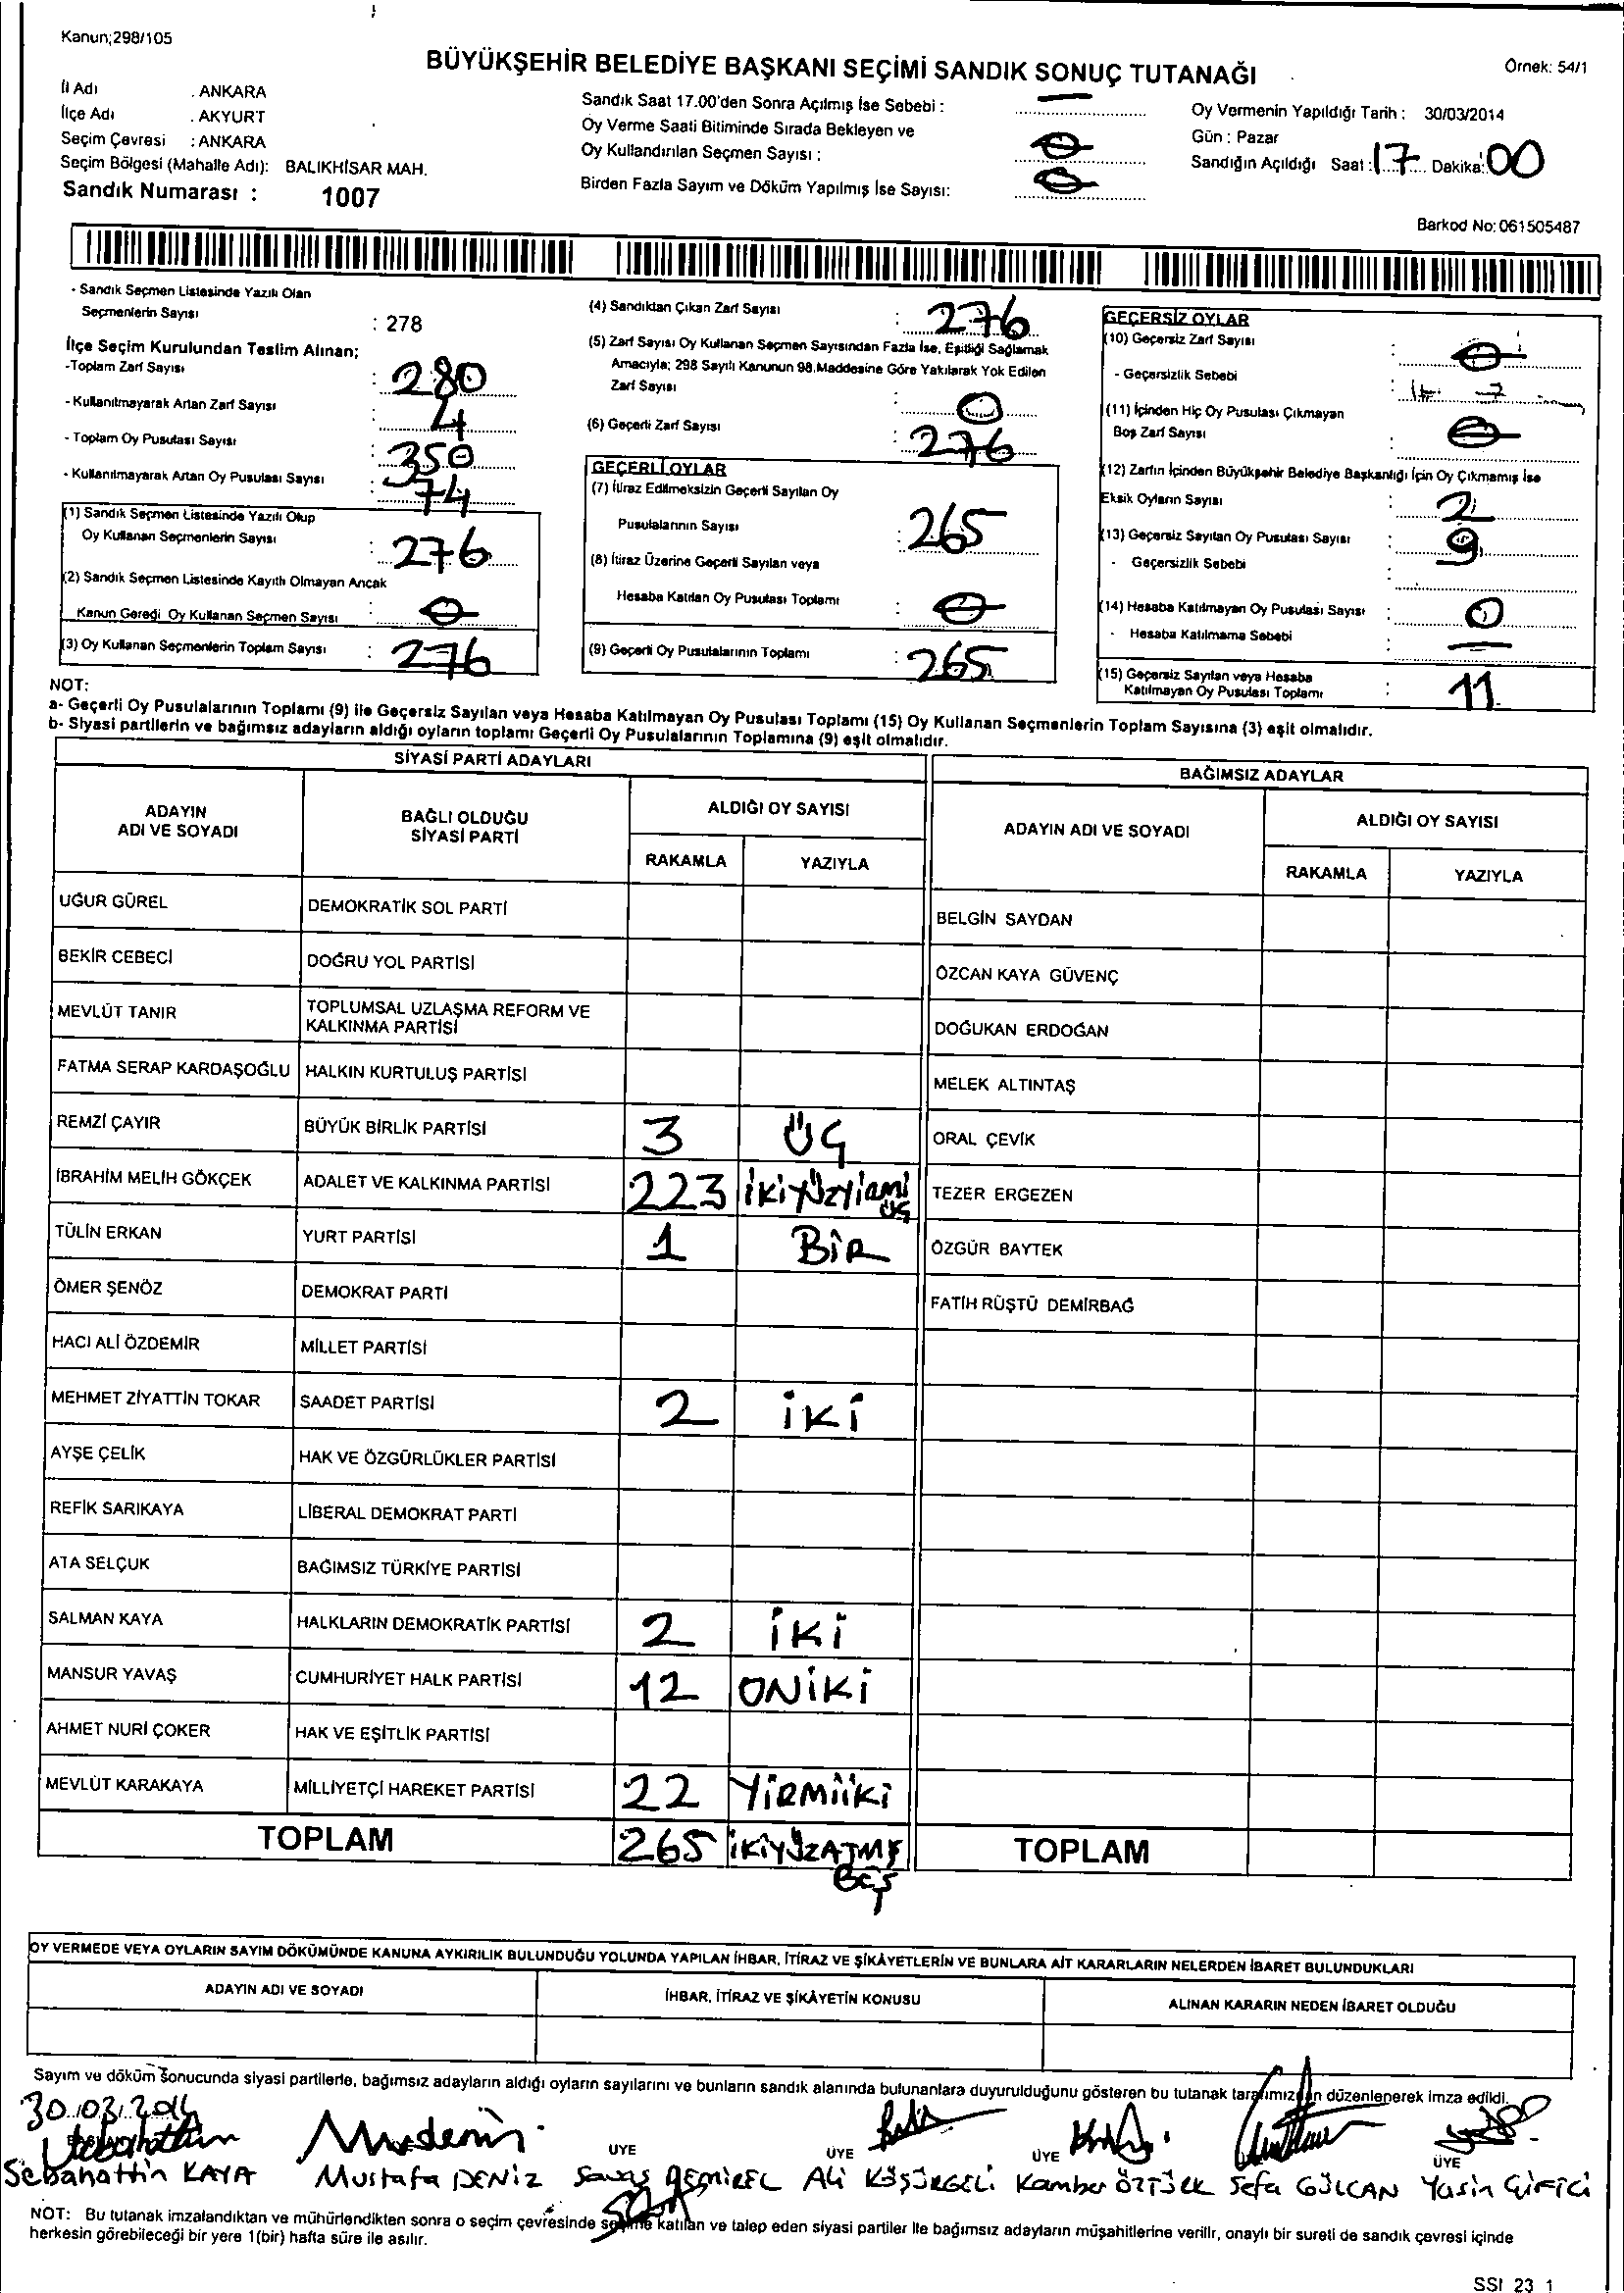 Kanun;298/105
BÜYÜKŞEHİR BELEDİYE BAŞKANI SEÇİMİ SANDIK SONUÇ TUTANAĞI
Örnek: 54/1
İl Adı : ANKARA
İlçe Adı : AKYURT
Seçim Çevresi : ANKARA
Seçim Bölgesi (Mahalle Adı): BALIKHİSAR MAH.
Sandık Numarası : 1007
Sandık Saat 17.00'den Sonra Açılmış İse Sebebi : —
Oy Verme Saati Bitiminde Sırada Bekleyen ve
Oy Kullandırılan Seçmen Sayısı : 0
Birden Fazla Sayım ve Döküm Yapılmış İse Sayısı: 0
Oy Vermenin Yapıldığı Tarih : 30/03/2014
Gün : Pazar
Sandığın Açıldığı Saat : 17 Dakika: 00
Barkod No: 061505487
- Sandık Seçmen Listesinde Yazılı Olan
Seçmenlerin Sayısı : 278
İlçe Seçim Kurulundan Teslim Alınan;
-Toplam Zarf Sayısı : 280
- Kullanılmayarak Artan Zarf Sayısı : 4
- Toplam Oy Pusulası Sayısı : 350
- Kullanılmayarak Artan Oy Pusulası Sayısı : 74
(1) Sandık Seçmen Listesinde Yazılı Olup
Oy Kullanan Seçmenlerin Sayısı : 276
(2) Sandık Seçmen Listesinde Kayıtlı Olmayan Ancak
Kanun Gereği Oy Kullanan Seçmen Sayısı : 0
(3) Oy Kullanan Seçmenlerin Toplam Sayısı : 276
(4) Sandıktan Çıkan Zarf Sayısı : 276
(5) Zarf Sayısı Oy Kullanan Seçmen Sayısından Fazla İse, Eşitliği Sağlamak
Amacıyla; 298 Sayılı Kanunun 98.Maddesine Göre Yakılarak Yok Edilen
Zarf Sayısı : 0
(6) Geçerli Zarf Sayısı : 276
GEÇERLİ OYLAR
(7) İtiraz Edilmeksizin Geçerli Sayılan Oy
Pusulalarının Sayısı : 265
(8) İtiraz Üzerine Geçerli Sayılan veya
Hesaba Katılan Oy Pusulası Toplamı : 0
(9) Geçerli Oy Pusulalarının Toplamı : 265
GEÇERSİZ OYLAR
(10) Geçersiz Zarf Sayısı : 0
- Geçersizlik Sebebi :
(11) İçinden Hiç Oy Pusulası Çıkmayan
Boş Zarf Sayısı : 0
(12) Zarfın İçinden Büyükşehir Belediye Başkanlığı İçin Oy Çıkmamış İse
Eksik Oyların Sayısı : 2
(13) Geçersiz Sayılan Oy Pusulası Sayısı : 9
- Geçersizlik Sebebi :
(14) Hesaba Katılmayan Oy Pusulası Sayısı : 0
- Hesaba Katılmama Sebebi : —
(15) Geçersiz Sayılan veya Hesaba
Katılmayan Oy Pusulası Toplamı : 11
NOT:
a- Geçerli Oy Pusulalarının Toplamı (9) ile Geçersiz Sayılan veya Hesaba Katılmayan Oy Pusulası Toplamı (15) Oy Kullanan Seçmenlerin Toplam Sayısına (3) eşit olmalıdır.
b- Siyasi partilerin ve bağımsız adayların aldığı oyların toplamı Geçerli Oy Pusulalarının Toplamına (9) eşit olmalıdır.
SİYASİ PARTİ ADAYLARI BAĞIMSIZ ADAYLAR
ADAYIN ADI VE SOYADI BAĞLI OLDUĞU SİYASİ PARTİ ALDIĞI OY SAYISI ADAYIN ADI VE SOYADI ALDIĞI OY SAYISI
RAKAMLA YAZIYLA RAKAMLA YAZIYLA
UĞUR GÜREL DEMOKRATİK SOL PARTİ BELGİN SAYDAN
BEKİR CEBECİ DOĞRU YOL PARTİSİ ÖZCAN KAYA GÜVENÇ
MEVLÜT TANIR TOPLUMSAL UZLAŞMA REFORM VE KALKINMA PARTİSİ DOĞUKAN ERDOĞAN
FATMA SERAP KARDAŞOĞLU HALKIN KURTULUŞ PARTİSİ MELEK ALTINTAŞ
REMZİ ÇAYIR BÜYÜK BİRLİK PARTİSİ 3 ÜÇ ORAL ÇEVİK
İBRAHİM MELİH GÖKÇEK ADALET VE KALKINMA PARTİSİ 223 İKİYÜZYİRMİ ÜÇ TEZER ERGEZEN
TÜLİN ERKAN YURT PARTİSİ 1 BİR ÖZGÜR BAYTEK
ÖMER ŞENÖZ DEMOKRAT PARTİ FATİH RÜŞTÜ DEMİRBAĞ
HACI ALİ ÖZDEMİR MİLLET PARTİSİ
MEHMET ZİYATTİN TOKAR SAADET PARTİSİ 2 İKİ
AYŞE ÇELİK HAK VE ÖZGÜRLÜKLER PARTİSİ
REFİK SARIKAYA LİBERAL DEMOKRAT PARTİ
ATA SELÇUK BAĞIMSIZ TÜRKİYE PARTİSİ
SALMAN KAYA HALKLARIN DEMOKRATİK PARTİSİ 2 İKİ
MANSUR YAVAŞ CUMHURİYET HALK PARTİSİ 12 ONİKİ
AHMET NURİ ÇOKER HAK VE EŞİTLİK PARTİSİ
MEVLÜT KARAKAYA MİLLİYETÇİ HAREKET PARTİSİ 22 YİRMİİKİ
TOPLAM 265 İKİYÜZATMŞ BEŞ TOPLAM
OY VERMEDE VEYA OYLARIN SAYIM DÖKÜMÜNDE KANUNA AYKIRILIK BULUNDUĞU YOLUNDA YAPILAN İHBAR, İTİRAZ VE ŞİKÂYETLERİN VE BUNLARA AİT KARARLARIN NELERDEN İBARET BULUNDUKLARI
ADAYIN ADI VE SOYADI İHBAR, İTİRAZ VE ŞİKÂYETİN KONUSU ALINAN KARARIN NEDEN İBARET OLDUĞU
Sayım ve döküm sonucunda siyasi partilerle, bağımsız adayların aldığı oyların sayılarını ve bunların sandık alanında bulunanlara duyurulduğunu gösteren bu tutanak tarafımızdan düzenlenerek imza edildi.
30.03.2014
ÜYE ÜYE ÜYE ÜYE
Sebahattin KAYA Mustafa DENİZ Savaş DEMİREL Ali KÖŞÜRGELİ Kamber ÖZTÜRK Sefa GÜLCAN Yasin ÇİFTCİ
NOT: Bu tutanak imzalandıktan ve mühürlendikten sonra o seçim çevresinde seçime katılan ve talep eden siyasi partiler ile bağımsız adayların müşahitlerine verilir, onaylı bir sureti de sandık çevresi içinde
herkesin görebileceği bir yere 1(bir) hafta süre ile asılır.
SSI 23 1